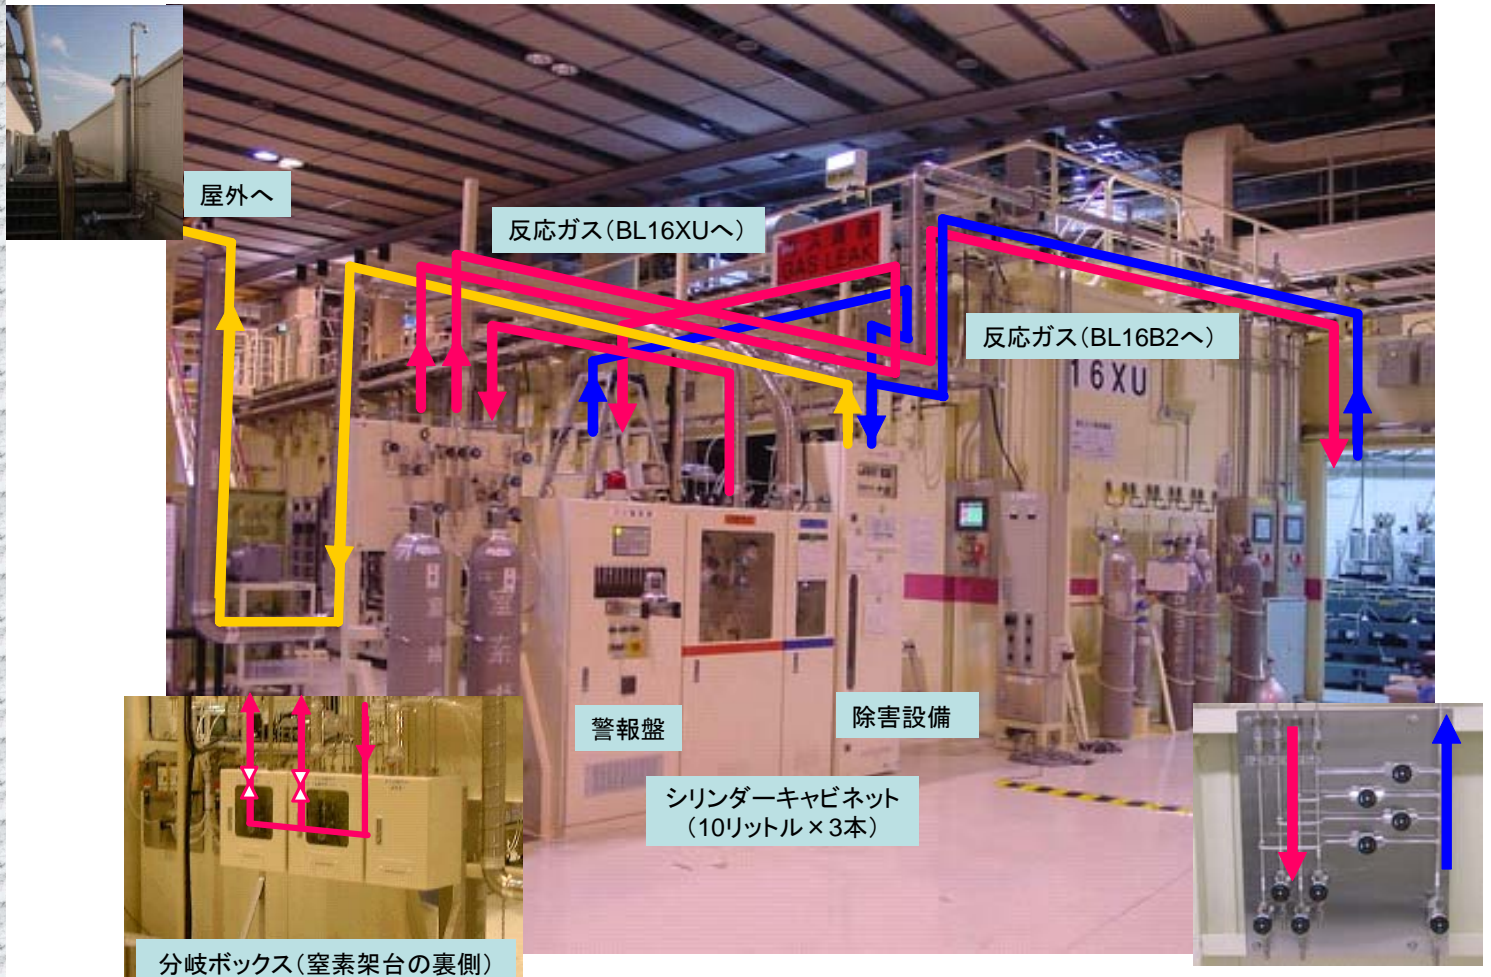 屋外へ
反応ガス(BL16XUへ)
GAS LEAK
反応ガス(BL16B2へ)
16XU
警報盤
除害設備
シリンダーキャビネット
(10リットル×3本)
分岐ボックス(窒素架台の裏側)